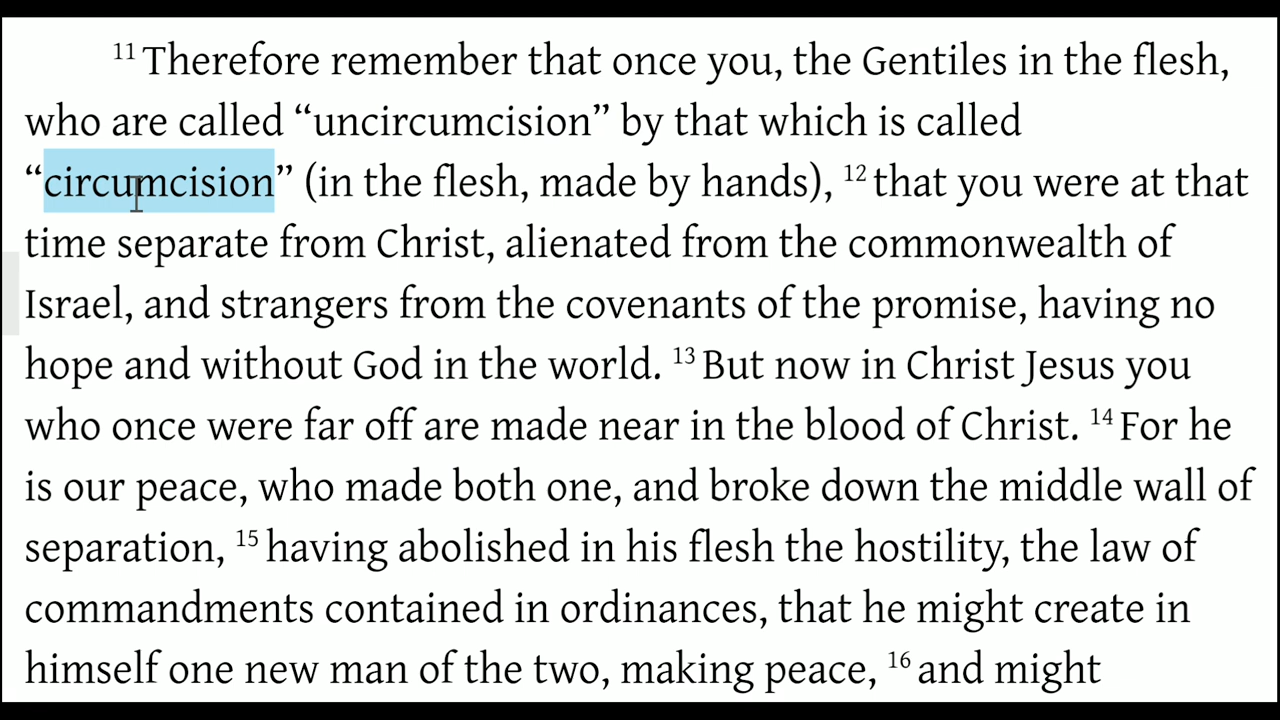 11 Therefore remember that once you, the Gentiles in the flesh,
who are called “uncircumcision” by that which is called
“circumcision” (in the flesh, made by hands), 12 that you were at that
time separate from Christ, alienated from the commonwealth of
Israel, and strangers from the covenants of the promise, having no
hope and without God in the world. 13 But now in Christ Jesus you
who once were far off are made near in the blood of Christ. 14 For he
is our peace, who made both one, and broke down the middle wall of
separation, 15 having abolished in his flesh the hostility, the law of
commandments contained in ordinances, that he might create in
himself one new man of the two, making peace, 16 and might